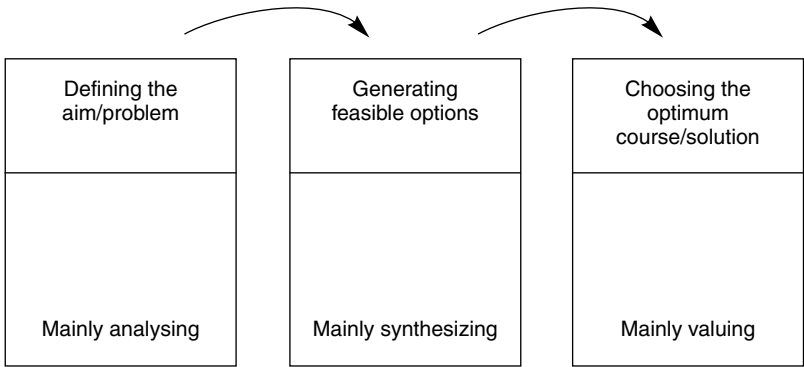 Defining the
aim/problem
Generating
feasible options
Choosing the
optimum
course/solution
Mainly analysing
Mainly synthesizing
Mainly valuing